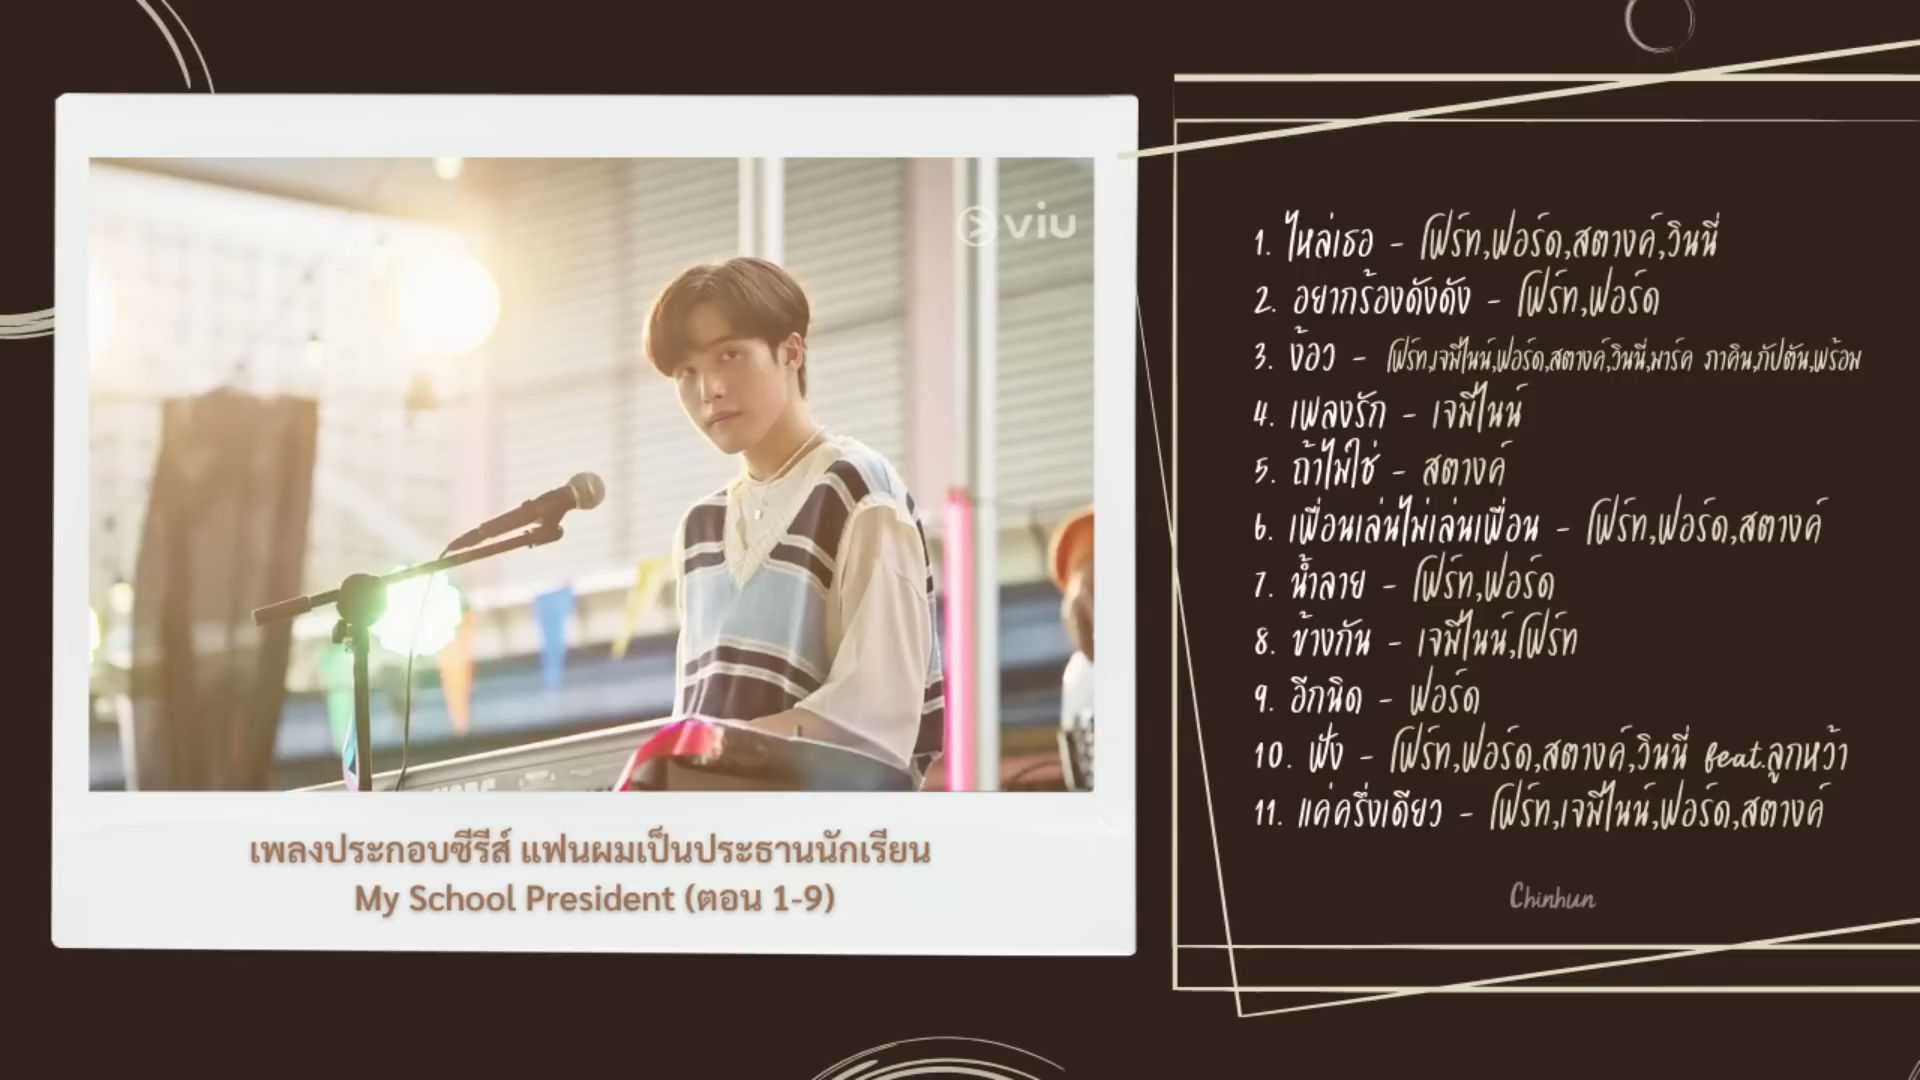 viu
เพลงประกอบซีรีส์ แฟนผมเป็นประธานนักเรียน
My School President (ตอน 1-9)
1. ไหล่เธอ - โฟร์ท,ฟอร์ด,สตางค์,วินนี่
2. อยากร้องดังดัง - โฟร์ท,ฟอร์ด
3. ง้อว - โฟร์ท,เจมีไนน์,ฟอร์ด,สตางค์,วินนี่,มาร์ค ภาคิน,กัปตัน,พร้อม
4. เพลงรัก - เจมีไนน์
5. ถ้าไม่ใช่ - สตางค์
6. เพื่อนเล่นไม่เล่นเพื่อน - โฟร์ท,ฟอร์ด,สตางค์
7. น้ำลาย - โฟร์ท,ฟอร์ด
8. ข้างกัน - เจมีไนน์,โฟร์ท
9. อีกนิด - ฟอร์ด
10. ฟัง - โฟร์ท,ฟอร์ด,สตางค์,วินนี่ feat.ลูกหว้า
11. แค่ครึ่งเดียว - โฟร์ท,เจมีไนน์,ฟอร์ด,สตางค์
Chinhun